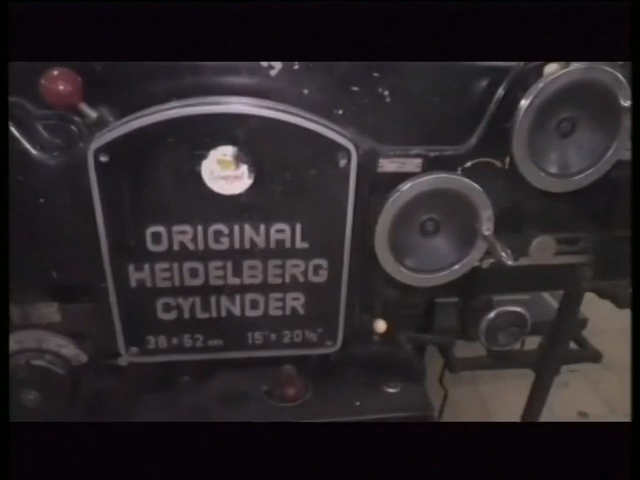 ORIGINAL
HEIDELBERG
CYLINDER
38 × 52 cm 15" × 20½"